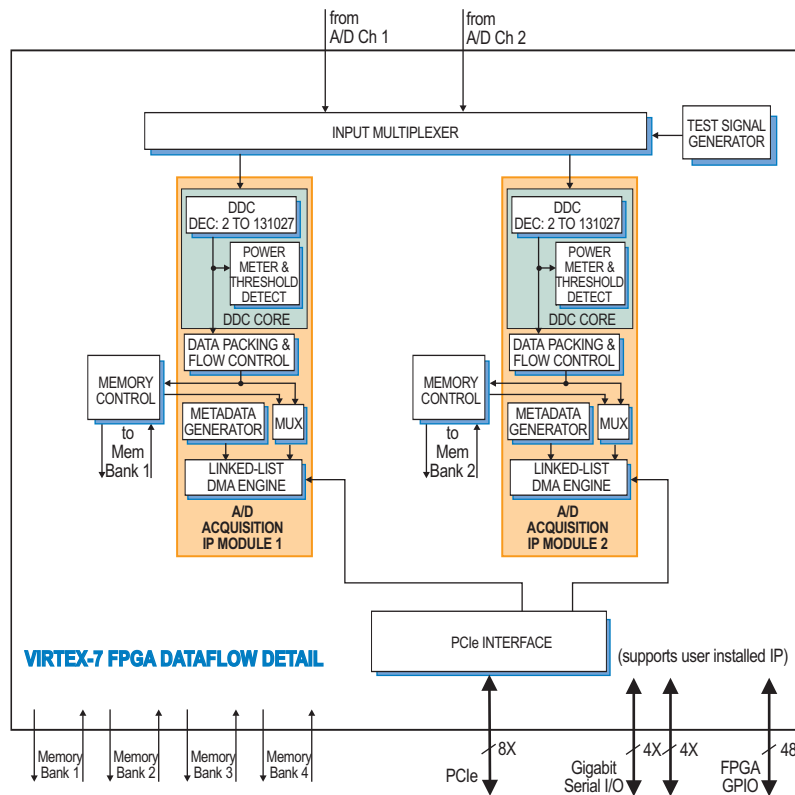 from
A/D Ch 1
from
A/D Ch 2
INPUT MULTIPLEXER
TEST SIGNAL
GENERATOR
DDC
DEC: 2 TO 131027
POWER
METER &
THRESHOLD
DETECT
DDC CORE
DATA PACKING &
FLOW CONTROL
MEMORY
CONTROL
to
Mem
Bank 1
METADATA
GENERATOR
MUX
LINKED-LIST
DMA ENGINE
A/D
ACQUISITION
IP MODULE 1
DDC
DEC: 2 TO 131027
POWER
METER &
THRESHOLD
DETECT
DDC CORE
DATA PACKING &
FLOW CONTROL
MEMORY
CONTROL
to
Mem
Bank 2
METADATA
GENERATOR
MUX
LINKED-LIST
DMA ENGINE
A/D
ACQUISITION
IP MODULE 2
PCIe INTERFACE
VIRTEX-7 FPGA DATAFLOW DETAIL
(supports user installed IP)
Memory
Bank 1
Memory
Bank 2
Memory
Bank 3
Memory
Bank 4
8X
PCIe
4X
4X
Gigabit
Serial I/O
48
FPGA
GPIO